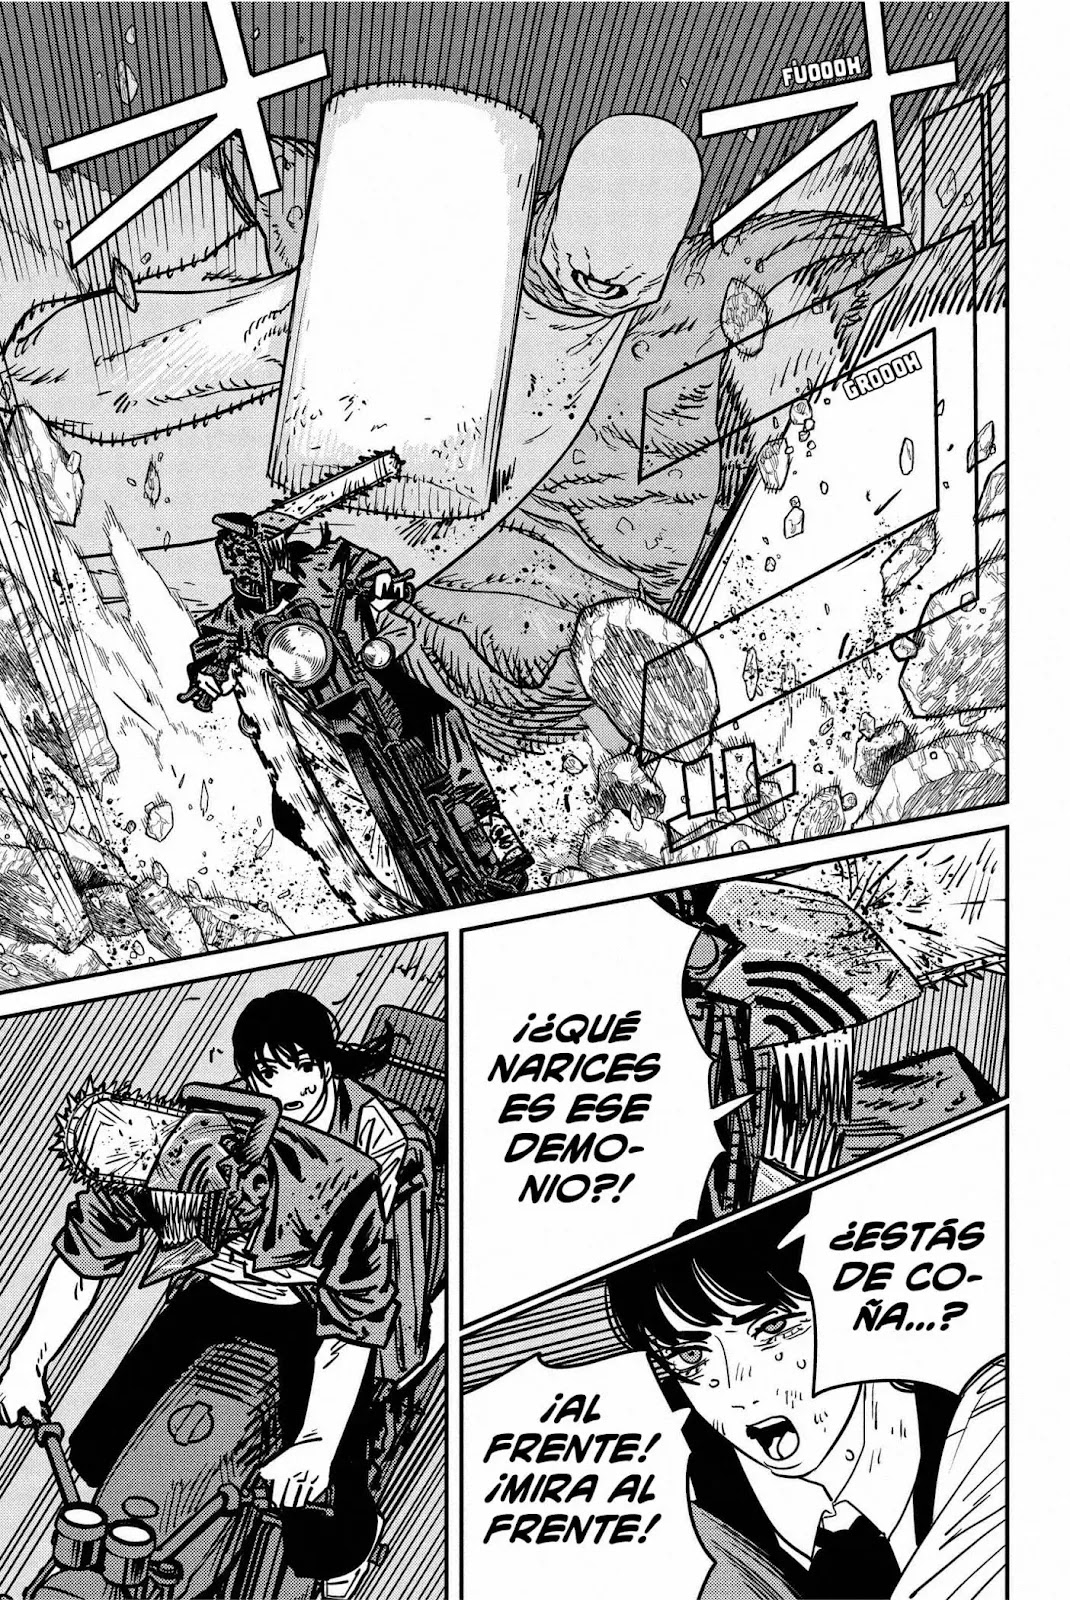 FUOOOH
GROOOH
¡¿QUÉ
NARICES
ES ESE
DEMO-
NIO?!
¿ESTÁS
DE CO-
ÑA...?
¡AL
FRENTE!
¡MIRA AL
FRENTE!